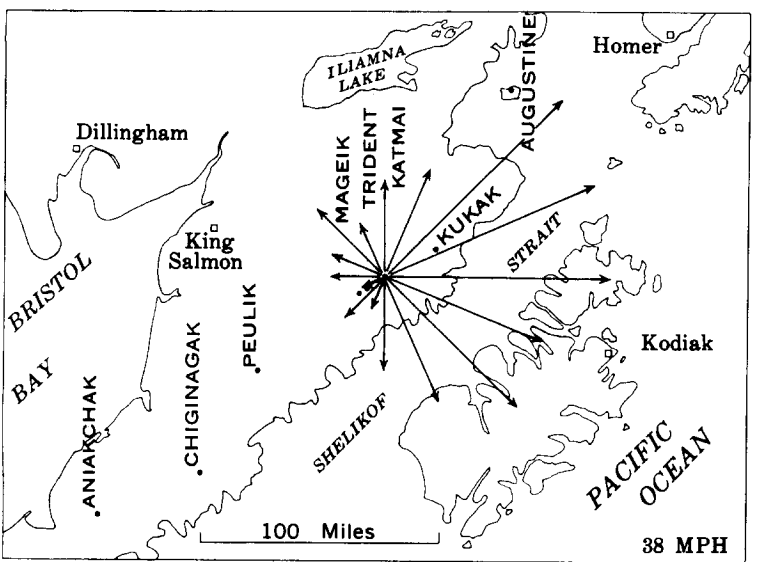 ILIAMNA
LAKE
AUGUSTINE
Homer
Dillingham
MAGEIK
TRIDENT
KATMAI
KUKAK
STRAIT
King
Salmon
BRISTOL
BAY
PEULIK
CHIGINAGAK
ANIAKCHAK
Kodiak
SHELIKOF
PACIFIC
OCEAN
100 Miles
38 MPH